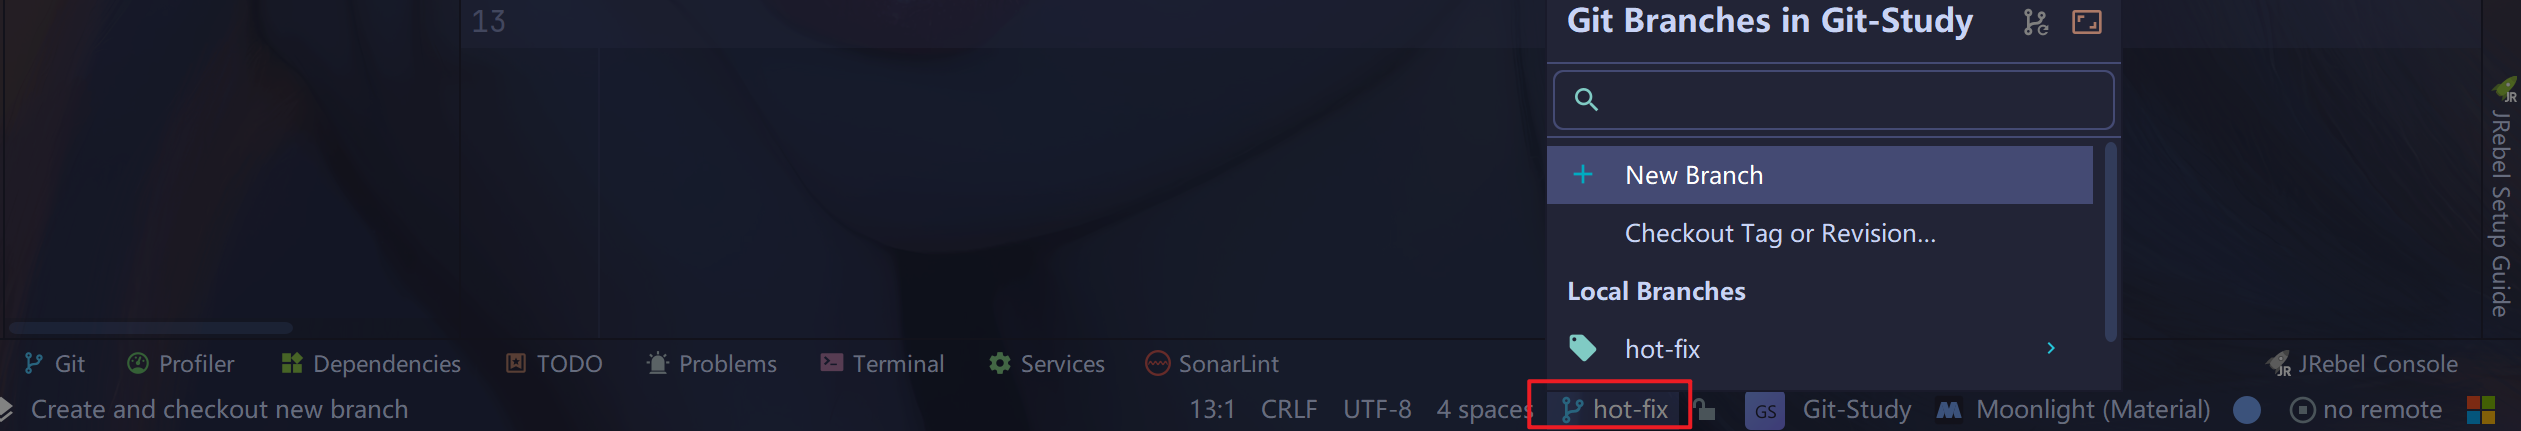 13
Git Branches in Git-Study
New Branch
Checkout Tag or Revision...
Local Branches
hot-fix
JR
JRebel Setup Guide
Git Profiler Dependencies TODO Problems Terminal Services SonarLint JR JRebel Console
Create and checkout new branch 13:1 CRLF UTF-8 4 spaces hot-fix GS Git-Study M Moonlight (Material) no remote